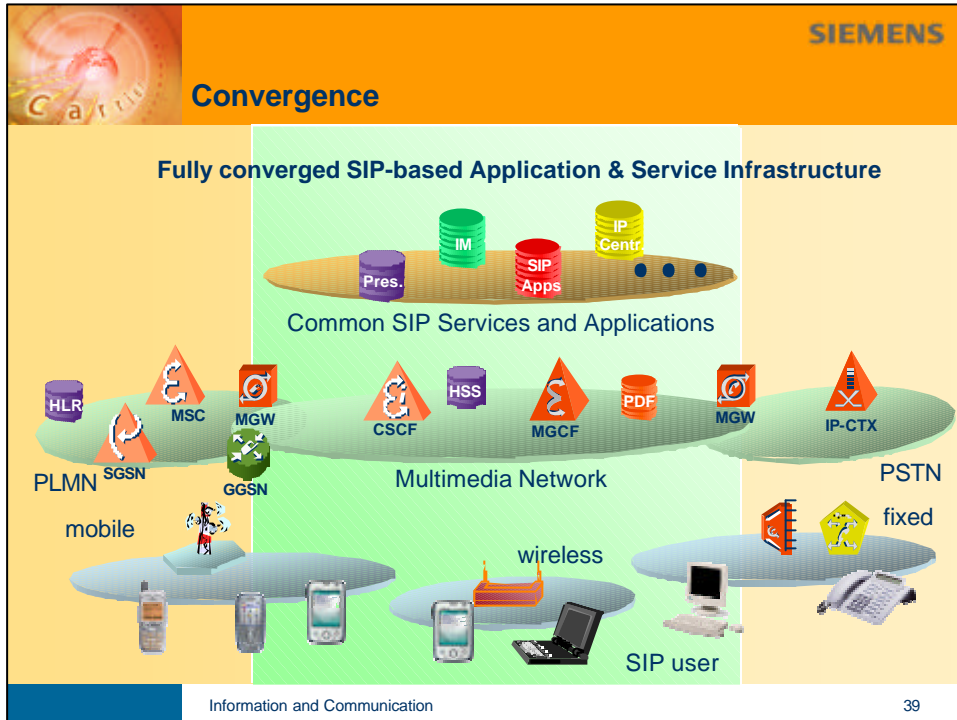 SIEMENS
Carrie
Convergence
Fully converged SIP-based Application & Service Infrastructure
IM
IP
Centr.
Pres.
SIP
Apps
Common SIP Services and Applications
HLR
MSC
MGW
CSCF
HSS
MGCF
PDF
MGW
IP-CTX
SGSN
GGSN
PLMN
Multimedia Network
PSTN
mobile
wireless
fixed
SIP user
Information and Communication
39